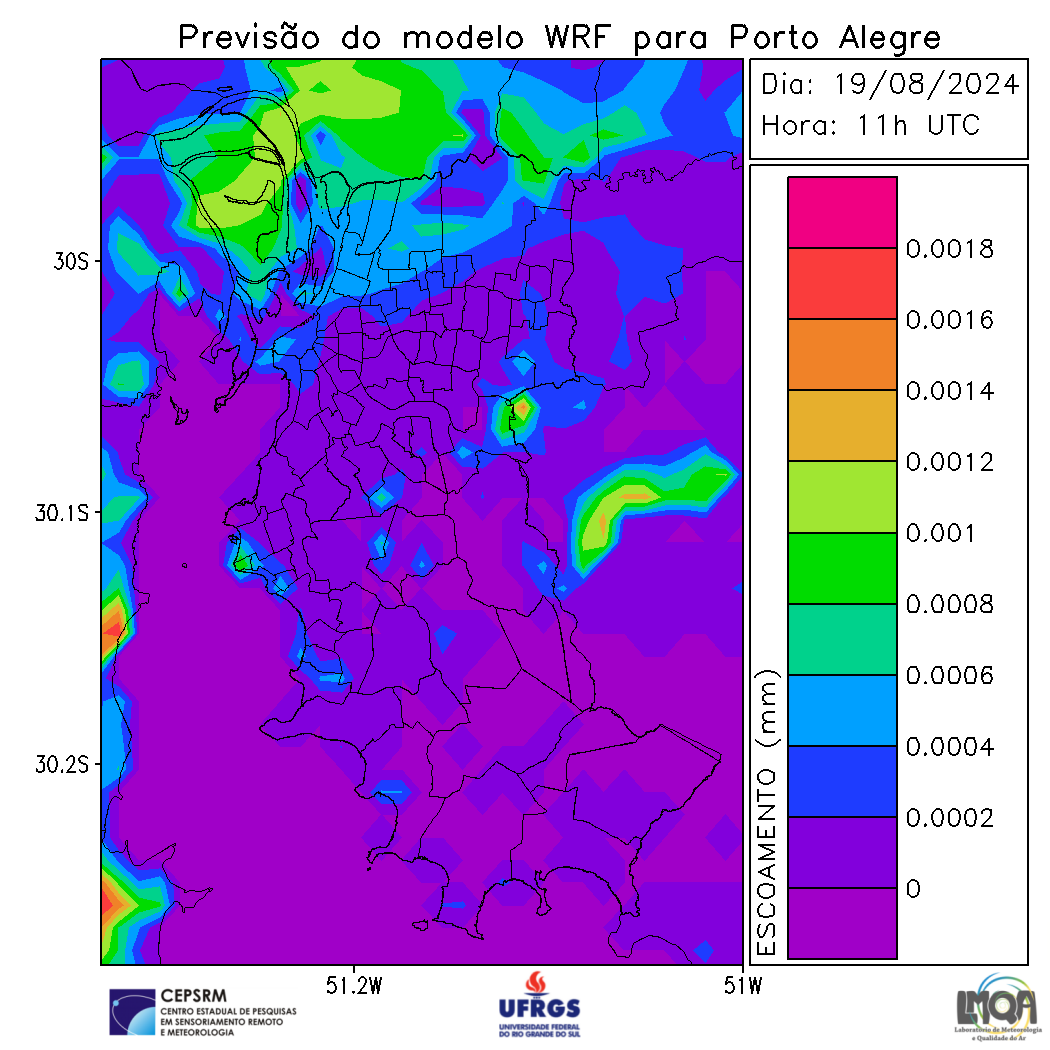 Previsão do modelo WRF para Porto Alegre
Dia: 19/08/2024
Hora: 11h UTC
30S
30.1S
30.2S
51.2W
51W
0.0018
0.0016
0.0014
0.0012
0.001
0.0008
0.0006
0.0004
0.0002
0
ESCOAMENTO (mm)
CEPSRM
CENTRO ESTADUAL DE PESQUISAS
EM SENSORIAMENTO REMOTO
E METEOROLOGIA
UFRGS
UNIVERSIDADE FEDERAL
DO RIO GRANDE DO SUL
LMQA
Laboratório de Meteorologia
e Qualidade do Ar